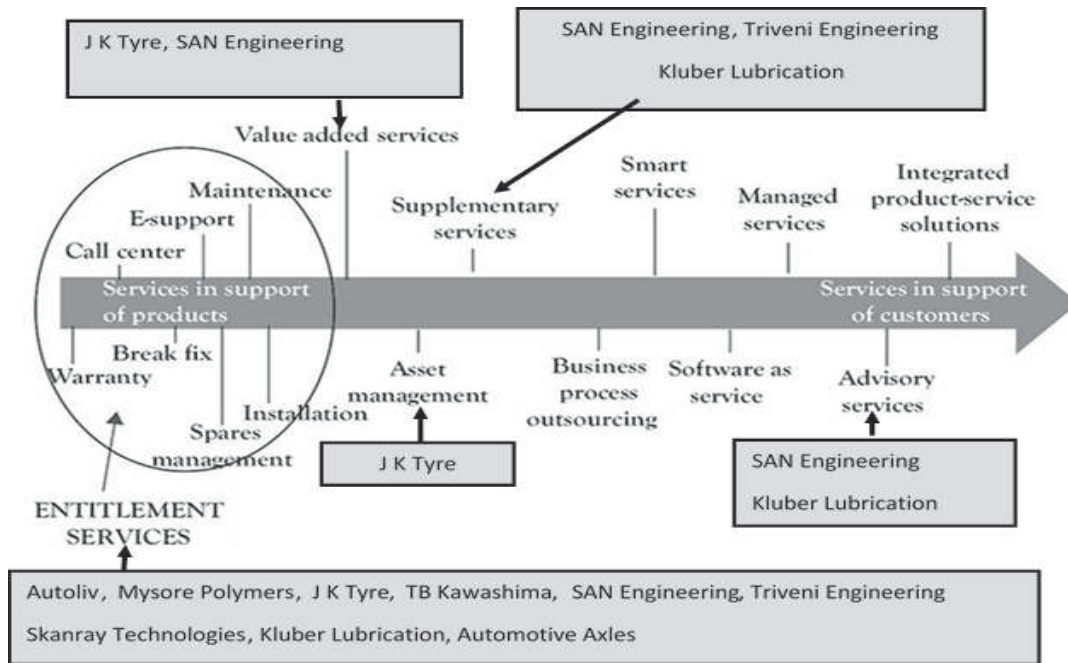 J K Tyre, SAN Engineering
SAN Engineering, Triveni Engineering
Kluber Lubrication
Value added services
Maintenance
E-support
Call center
Supplementary
services
Smart
services
Managed
services
Integrated
product-service
solutions
Services in support
of products
Services in support
of customers
Warranty
Break fix
Spares
management
Installation
Asset
management
Business
process
outsourcing
Software as
service
Advisory
services
J K Tyre
SAN Engineering
Kluber Lubrication
ENTITLEMENT
SERVICES
Autoliv, Mysore Polymers, J K Tyre, TB Kawashima, SAN Engineering, Triveni Engineering
Skanray Technologies, Kluber Lubrication, Automotive Axles